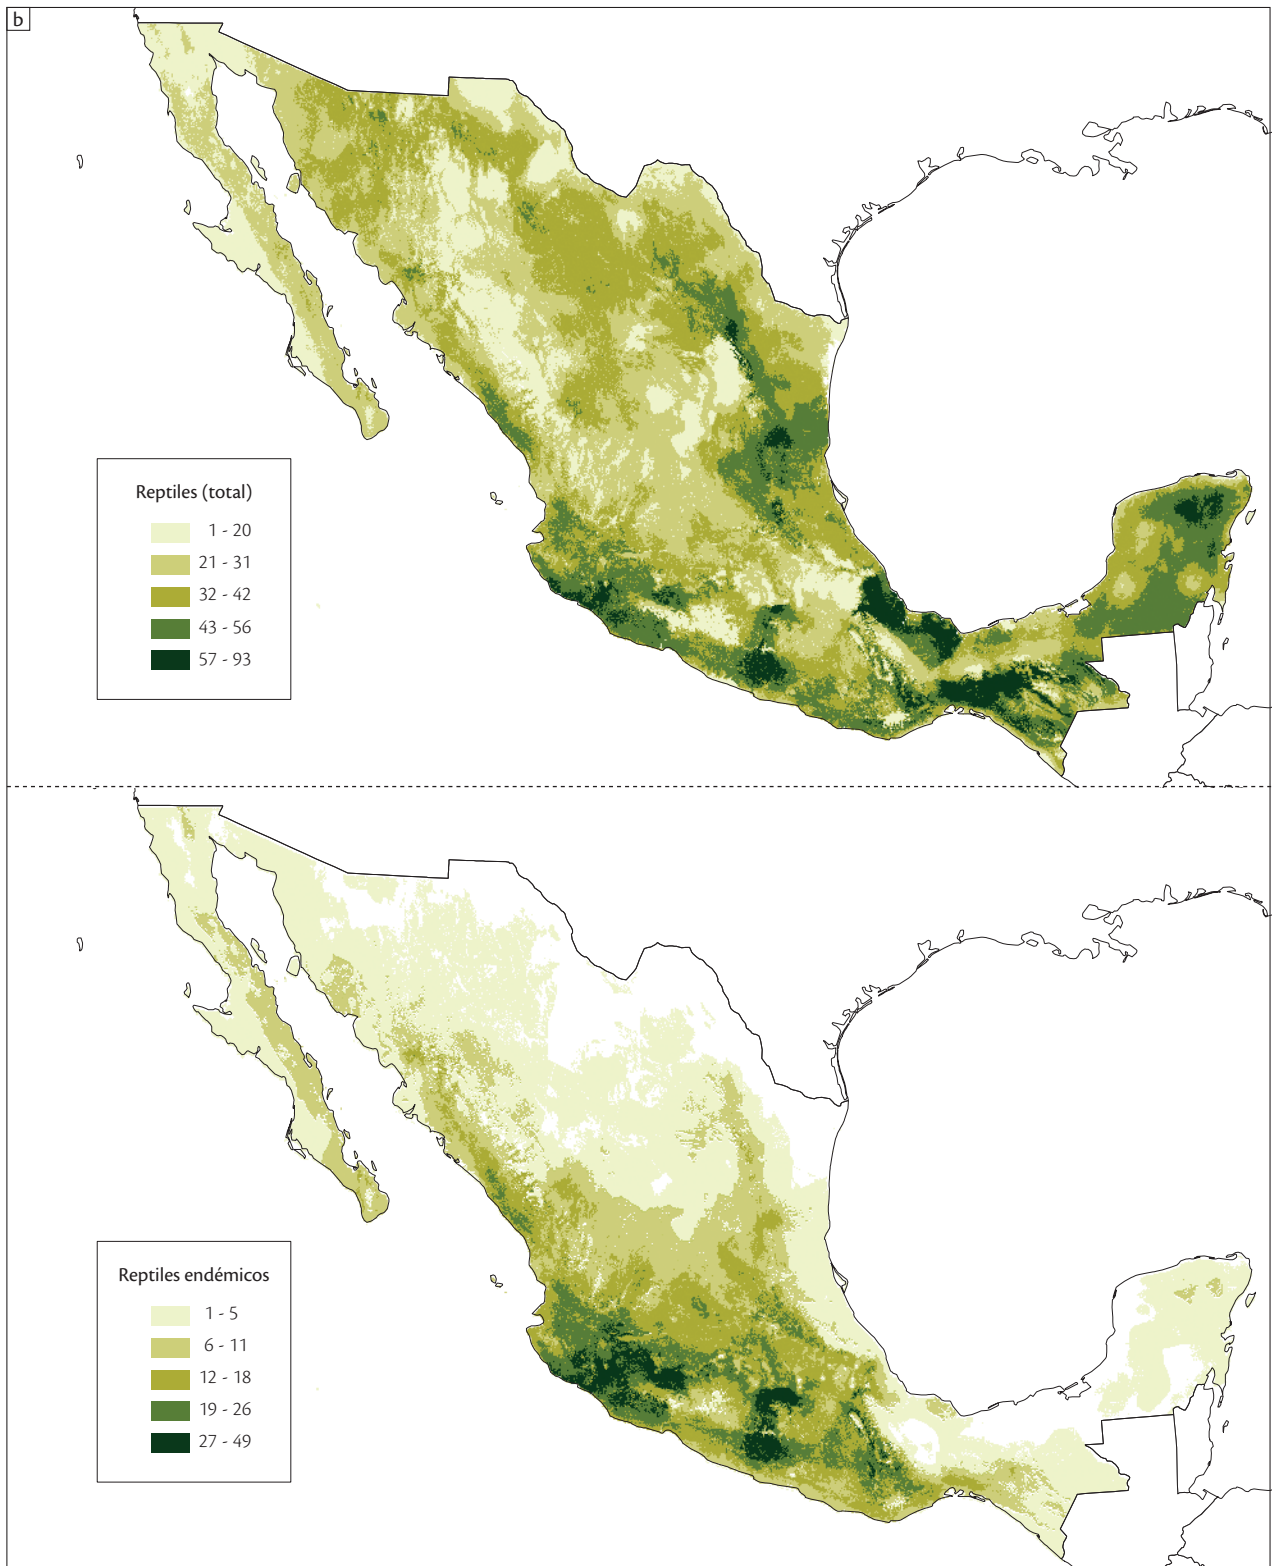 b
Reptiles (total)
1 - 20
21 - 31
32 - 42
43 - 56
57 - 93
Reptiles endémicos
1 - 5
6 - 11
12 - 18
19 - 26
27 - 49